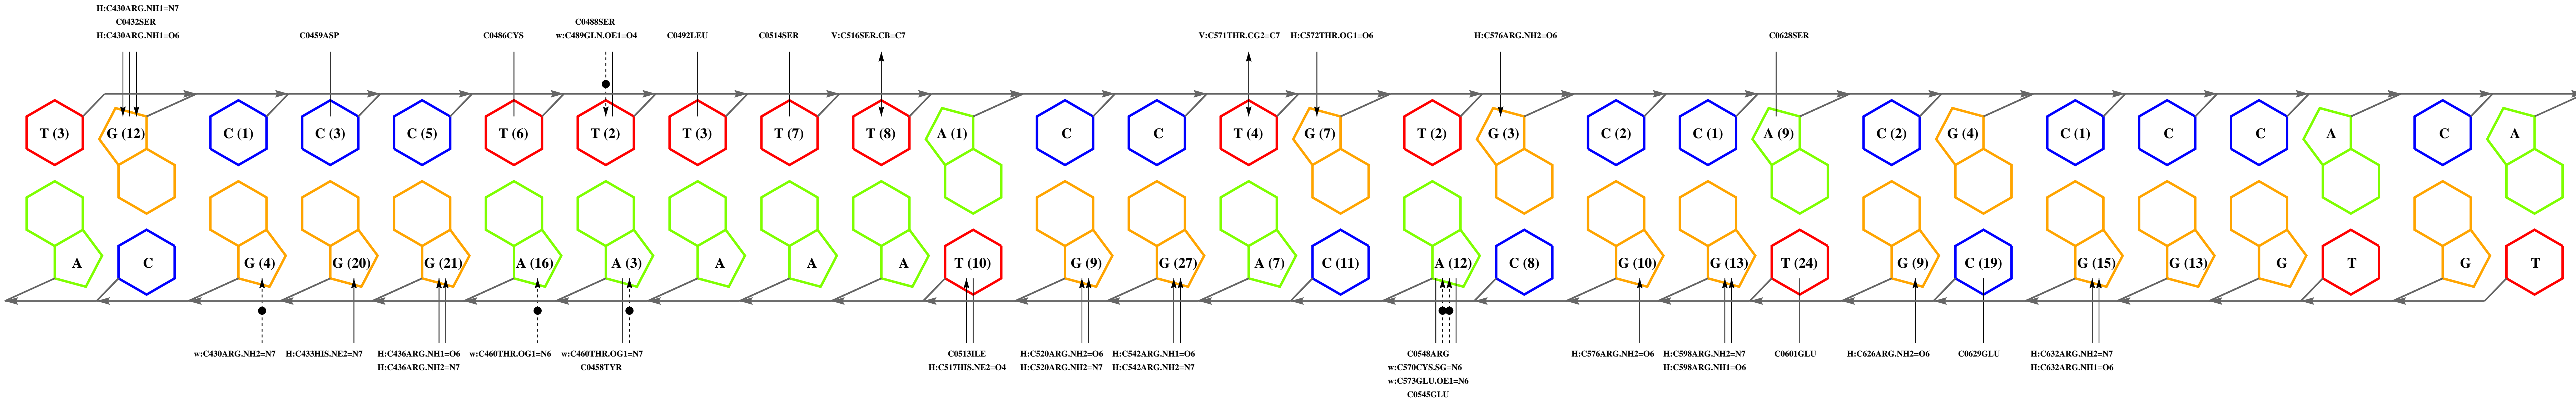 H:C430ARG.NH1=N7
C0432SER
H:C430ARG.NH1=O6
C0459ASP
C0486CYS
C0488SER
w:C489GLN.OE1=O4
C0492LEU
C0514SER
V:C516SER.CB=C7
V:C571THR.CG2=C7
H:C572THR.OG1=O6
H:C576ARG.NH2=O6
C0628SER
T (3) G (12) C (1) C (3) C (5) T (6) T (2) T (3) T (7) T (8) A (1) C C T (4) G (7) T (2) G (3) C (2) C (1) A (9) C (2) G (4) C (1) C C A C A
A C G (4) G (20) G (21) A (16) A (3) A A A T (10) G (9) G (27) A (7) C (11) A (12) C (8) G (10) G (13) T (24) G (9) C (19) G (15) G (13) G T G T
w:C430ARG.NH2=N7
H:C433HIS.NE2=N7
H:C436ARG.NH1=O6
H:C436ARG.NH2=N7
w:C460THR.OG1=N6
w:C460THR.OG1=N7
C0458TYR
C0513ILE
H:C517HIS.NE2=O4
H:C520ARG.NH2=O6
H:C520ARG.NH2=N7
H:C542ARG.NH1=O6
H:C542ARG.NH2=N7
C0548ARG
w:C570CYS.SG=N6
w:C573GLU.OE1=N6
C0545GLU
H:C576ARG.NH2=O6
H:C598ARG.NH2=N7
H:C598ARG.NH1=O6
C0601GLU
H:C626ARG.NH2=O6
C0629GLU
H:C632ARG.NH2=N7
H:C632ARG.NH1=O6